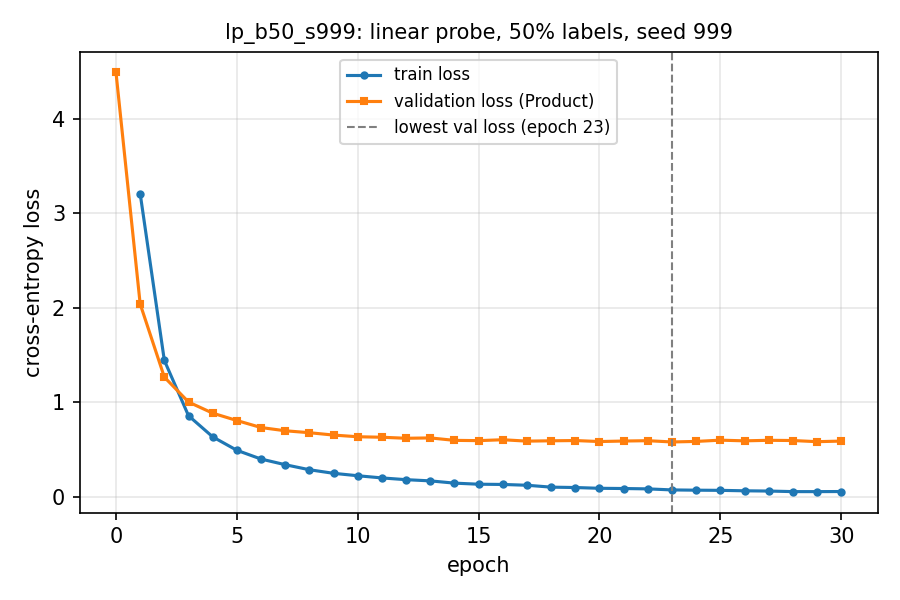 lp_b50_s999: linear probe, 50% labels, seed 999
train loss
validation loss (Product)
lowest val loss (epoch 23)
cross-entropy loss
4
3
2
1
0
0 5 10 15 20 25 30
epoch